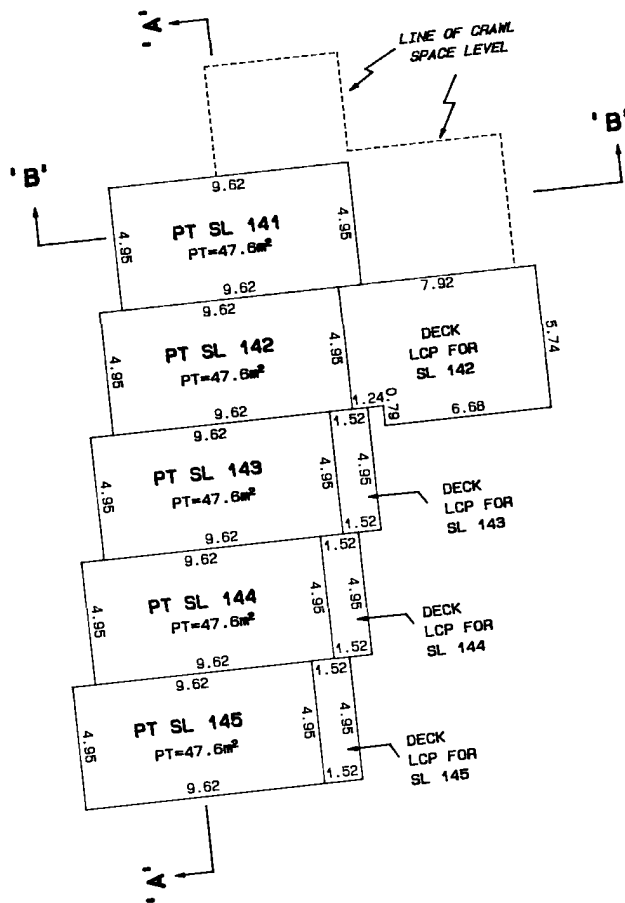 'A'
LINE OF CRAWL
SPACE LEVEL
'B'
'B'
9.62
4.95
PT SL 141
PT=47.6m²
4.95
9.62
9.62
7.92
4.95
PT SL 142
PT=47.6m²
4.95
DECK
LCP FOR
SL 142
5.74
1.24
0.79
6.68
9.62
9.62
1.52
4.95
PT SL 143
PT=47.6m²
4.95
DECK
LCP FOR
SL 143
9.62
1.52
9.62
1.52
4.95
PT SL 144
PT=47.6m²
4.95
4.95
DECK
LCP FOR
SL 144
9.62
1.52
9.62
1.52
4.95
PT SL 145
PT=47.6m²
4.95
4.95
DECK
LCP FOR
SL 145
9.62
1.52
'A'